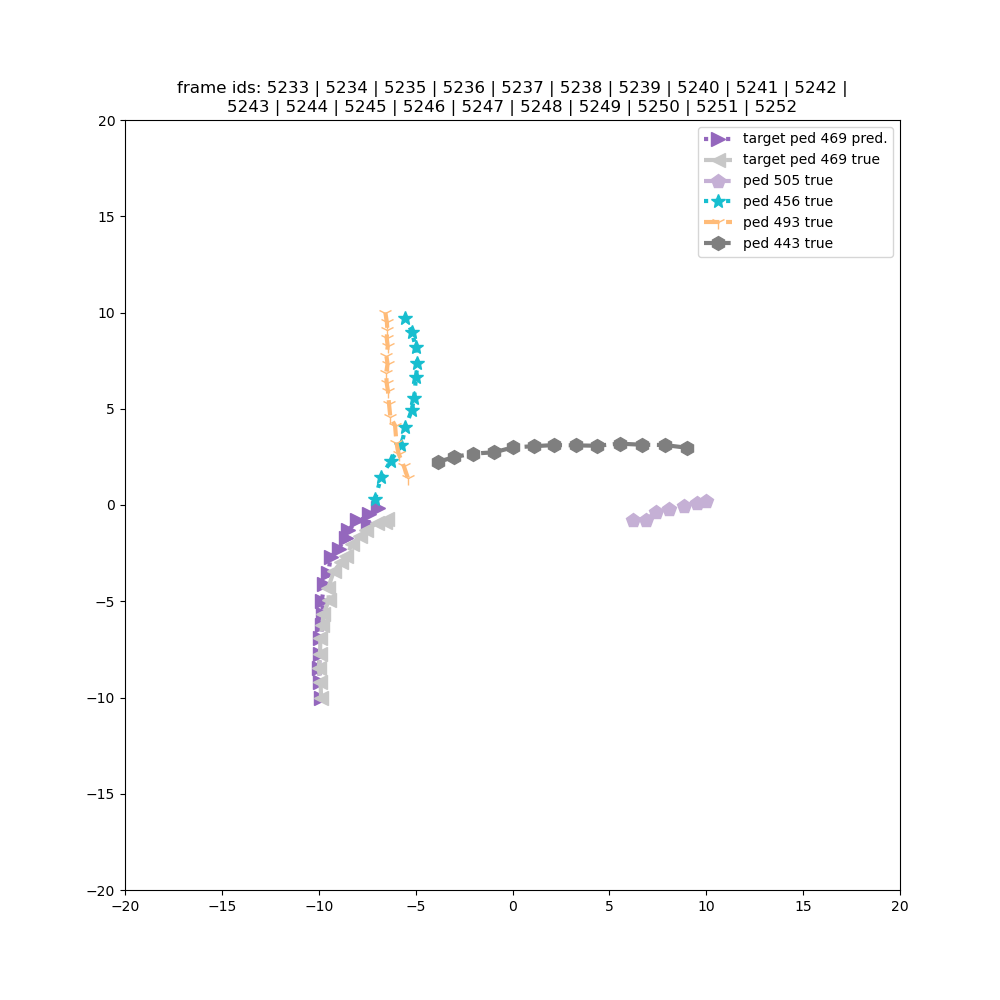 frame ids: 5233 | 5234 | 5235 | 5236 | 5237 | 5238 | 5239 | 5240 | 5241 | 5242 |
5243 | 5244 | 5245 | 5246 | 5247 | 5248 | 5249 | 5250 | 5251 | 5252
target ped 469 pred.
target ped 469 true
ped 505 true
ped 456 true
ped 493 true
ped 443 true
20
15
10
5
0
−5
−10
−15
−20
−20 −15 −10 −5 0 5 10 15 20